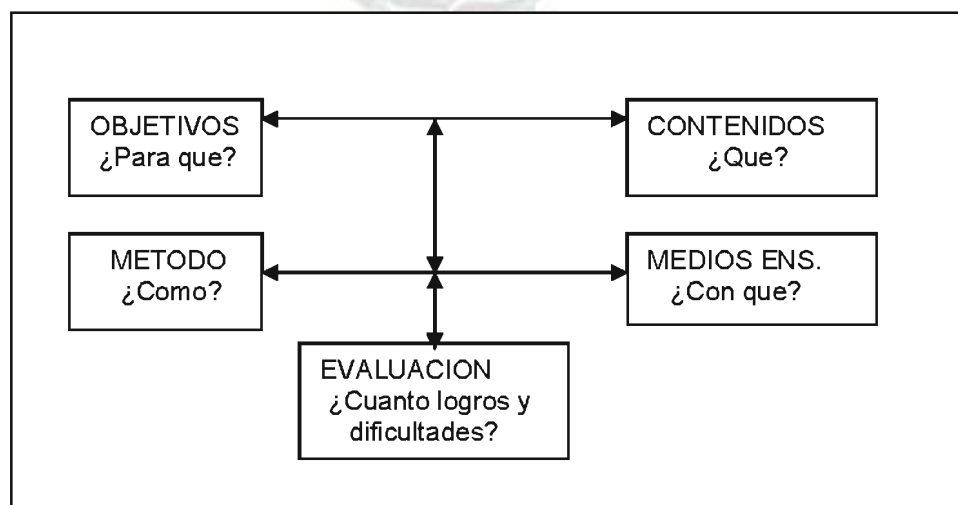 OBJETIVOS
¿Para que?
CONTENIDOS
¿Que?
METODO
¿Como?
MEDIOS ENS.
¿Con que?
EVALUACION
¿Cuanto logros y
dificultades?